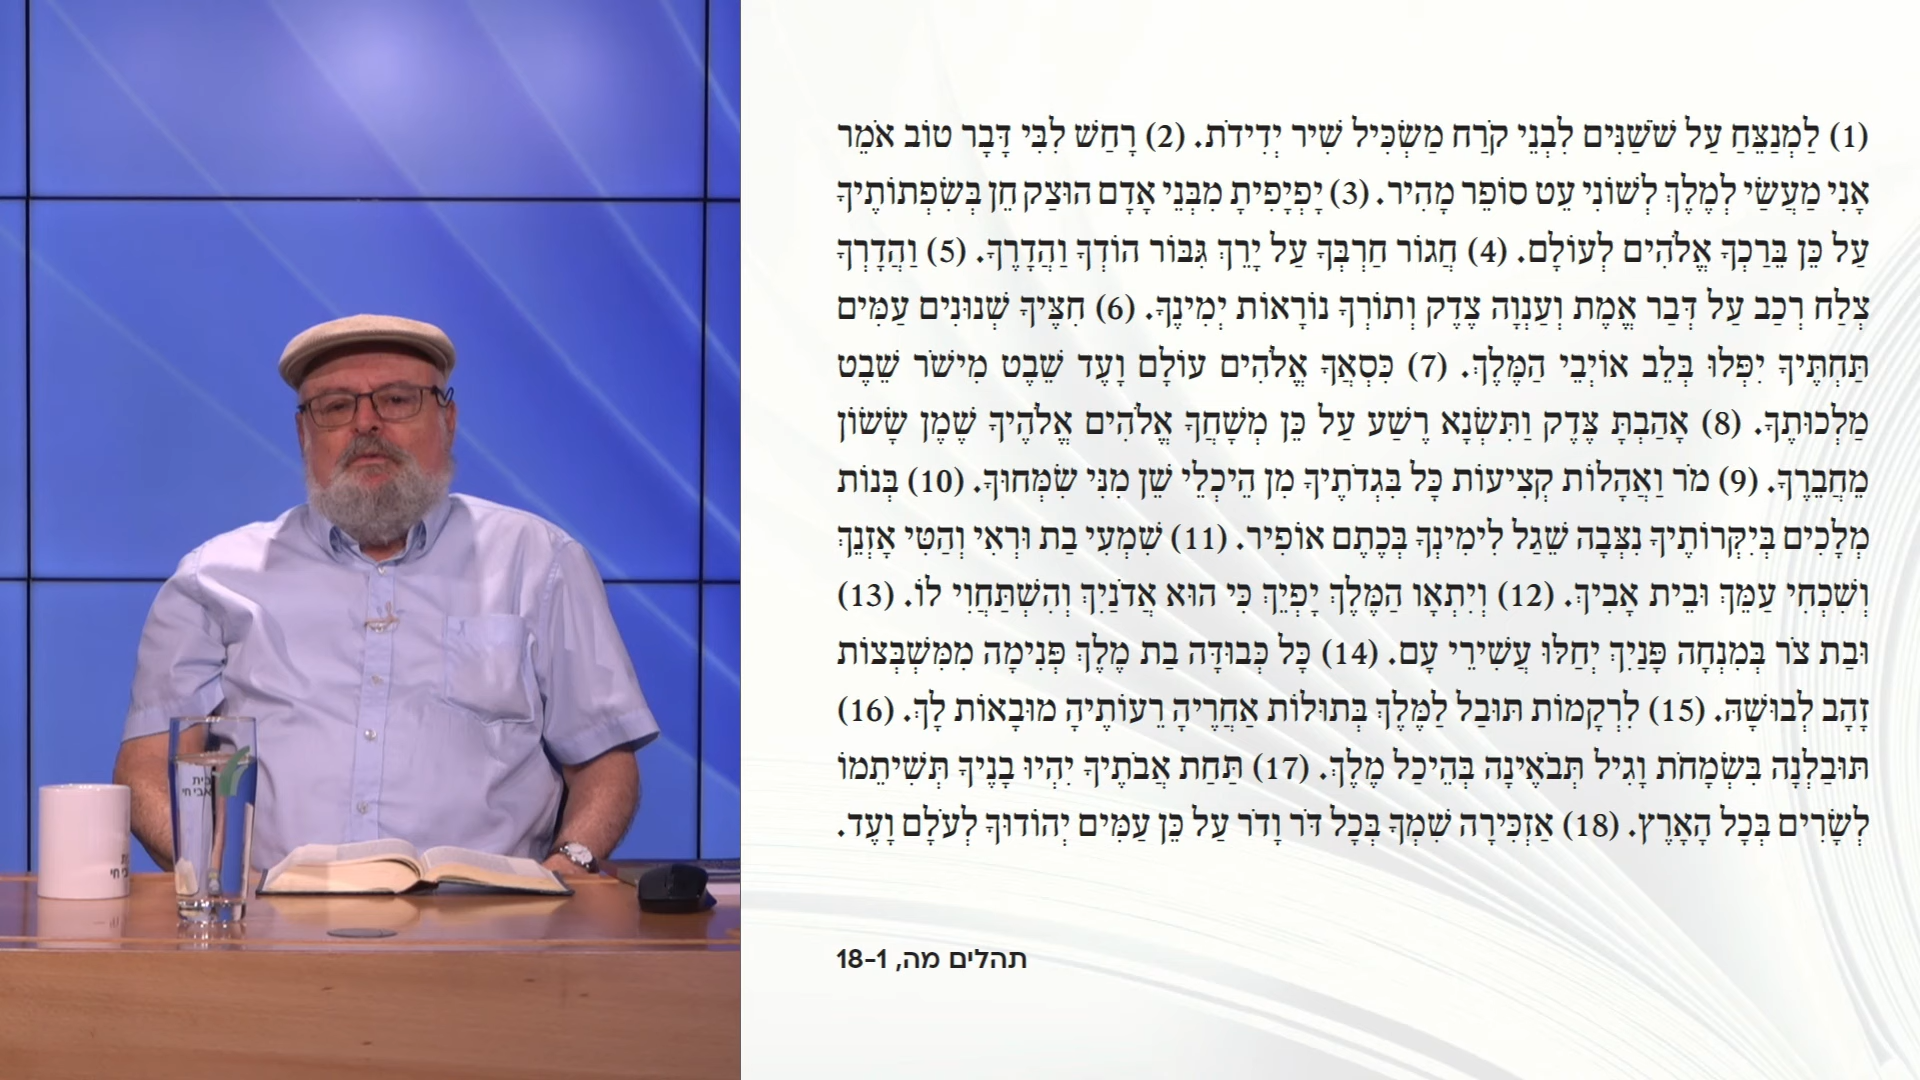 (1) לַמְנַצֵּחַ עַל שֹׁשַׁנִּים לִבְנֵי קֹרַח מַשְׂכִּיל שִׁיר יְדִידֹת. (2) רָחַשׁ לִבִּי דָּבָר טוֹב אֹמֵר
אָנִי מַעֲשַׂי לְמֶלֶךְ לְשׁוֹנִי עֵט סוֹפֵר מָהִיר. (3) יָפְיָפִיתָ מִבְּנֵי אָדָם הוּצַק חֵן בְּשִׂפְתוֹתֶיךָ
עַל כֵּן בֵּרַכְךָ אֱלֹהִים לְעוֹלָם. (4) חֲגוֹר חַרְבְּךָ עַל יָרֵךְ גִּבּוֹר הוֹדְךָ וַהֲדָרֶךָ. (5) וַהֲדָרְךָ
צְלַח רְכַב עַל דְּבַר אֱמֶת וְעַנְוָה צֶדֶק וְתוֹרְךָ נוֹרָאוֹת יְמִינֶךָ. (6) חִצֶּיךָ שְׁנוּנִים עַמִּים
תַּחְתֶּיךָ יִפְּלוּ בְּלֵב אוֹיְבֵי הַמֶּלֶךְ. (7) כִּסְאֲךָ אֱלֹהִים עוֹלָם וָעֶד שֵׁבֶט מִישֹׁר שֵׁבֶט
מַלְכוּתֶךָ. (8) אָהַבְתָּ צֶּדֶק וַתִּשְׂנָא רֶשַׁע עַל כֵּן מְשָׁחֲךָ אֱלֹהִים אֱלֹהֶיךָ שֶׁמֶן שָׂשׂוֹן
מֵחֲבֵרֶךָ. (9) מֹר וַאֲהָלוֹת קְצִיעוֹת כָּל בִּגְדֹתֶיךָ מִן הֵיכְלֵי שֵׁן מִנִּי שִׂמְּחוּךָ. (10) בְּנוֹת
מְלָכִים בְּיִקְּרוֹתֶיךָ נִצְּבָה שֵׁגַל לִימִינְךָ בְּכֶתֶם אוֹפִיר. (11) שִׁמְעִי בַת וּרְאִי וְהַטִּי אָזְנֵךְ
וְשִׁכְחִי עַמֵּךְ וּבֵית אָבִיךְ. (12) וְיִתְאָו הַמֶּלֶךְ יָפְיֵךְ כִּי הוּא אֲדֹנַיִךְ וְהִשְׁתַּחֲוִי לוֹ. (13)
וּבַת צֹר בְּמִנְחָה פָּנַיִךְ יְחַלּוּ עֲשִׁירֵי עָם. (14) כָּל כְּבוּדָּה בַת מֶלֶךְ פְּנִימָה מִמִּשְׁבְּצוֹת
זָהָב לְבוּשָׁהּ. (15) לִרְקָמוֹת תּוּבַל לַמֶּלֶךְ בְּתוּלוֹת אַחֲרֶיהָ רֵעוֹתֶיהָ מוּבָאוֹת לָךְ. (16)
תּוּבַלְנָה בִּשְׂמָחֹת וָגִיל תְּבֹאֶינָה בְּהֵיכַל מֶלֶךְ. (17) תַּחַת אֲבֹתֶיךָ יִהְיוּ בָנֶיךָ תְּשִׁיתֵמוֹ
לְשָׂרִים בְּכָל הָאָרֶץ. (18) אַזְכִּירָה שִׁמְךָ בְּכָל דֹּר וָדֹר עַל כֵּן עַמִּים יְהוֹדוּךָ לְעֹלָם וָעֶד.
תהלים מה, 1–18
בית
אבי חי